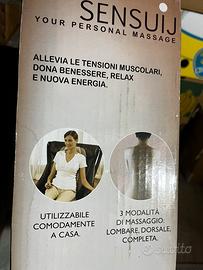 SENSUIJ
YOUR PERSONAL MASSAGE
ALLEVIA LE TENSIONI MUSCOLARI,
DONA BENESSERE, RELAX
E NUOVA ENERGIA.
UTILIZZABILE
COMODAMENTE
A CASA.
3 MODALITÀ
DI MASSAGGIO:
LOMBARE, DORSALE,
COMPLETA.
subito